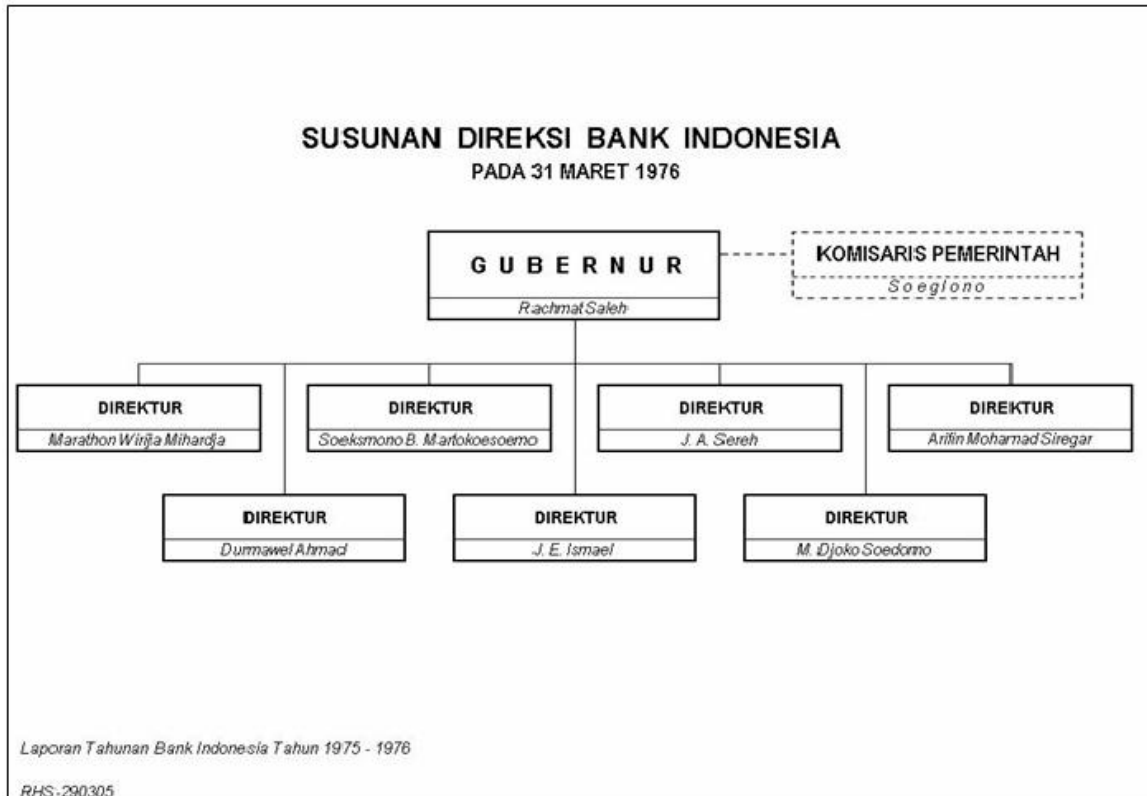 SUSUNAN DIREKSI BANK INDONESIA
PADA 31 MARET 1976
GUBERNUR
Rachmat Saleh
KOMISARIS PEMERINTAH
Soegiono
DIREKTUR
Marathon Wirija Mihardja
DIREKTUR
Soeksmono B. Martokoesoemo
DIREKTUR
J. A. Sereh
DIREKTUR
Arifin Mohamad Siregar
DIREKTUR
Durmawel Ahmad
DIREKTUR
J. E. Ismael
DIREKTUR
M. Djoko Soedomo
Laporan Tahunan Bank Indonesia Tahun 1975 - 1976
RHS-290305